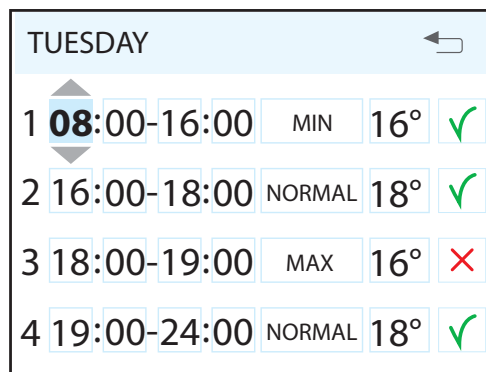 TUESDAY
1 08:00-16:00 MIN 16°
2 16:00-18:00 NORMAL 18°
3 18:00-19:00 MAX 16°
4 19:00-24:00 NORMAL 18°